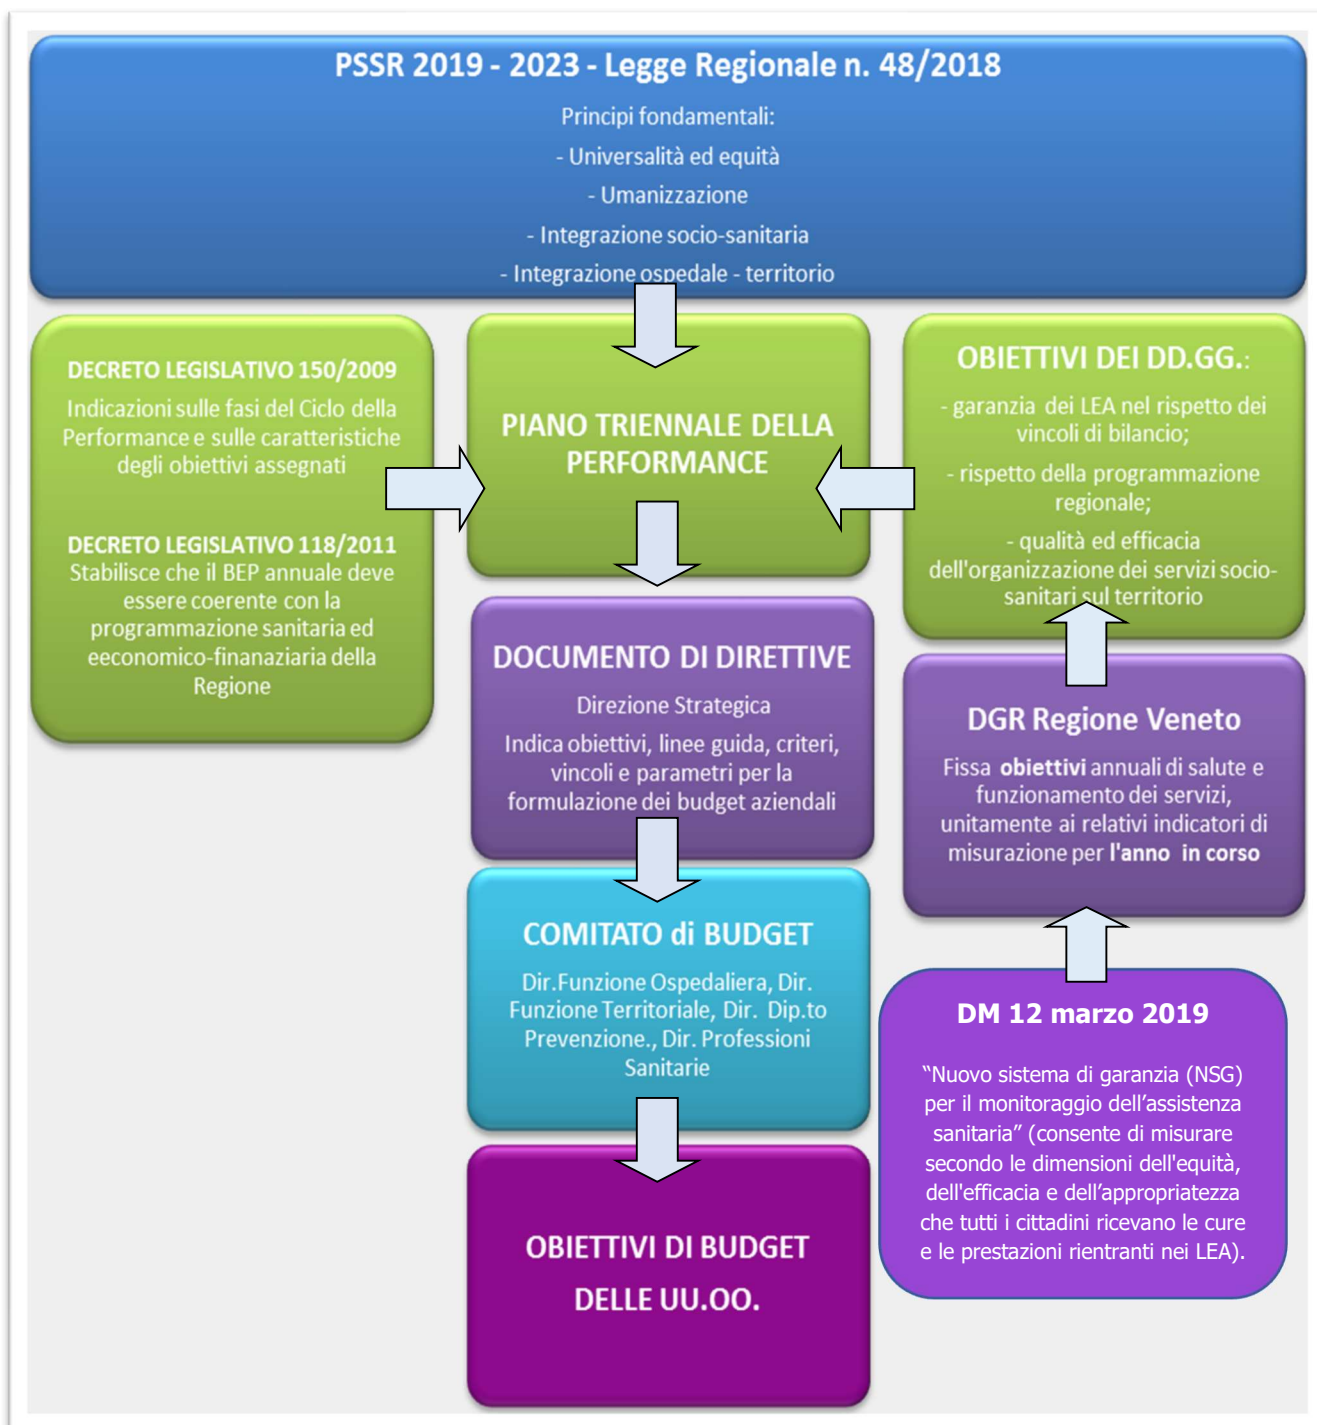 PSSR 2019 - 2023 - Legge Regionale n. 48/2018
Principi fondamentali:
- Universalità ed equità
- Umanizzazione
- Integrazione socio-sanitaria
- Integrazione ospedale - territorio
DECRETO LEGISLATIVO 150/2009
Indicazioni sulle fasi del Ciclo della
Performance e sulle caratteristiche
degli obiettivi assegnati
DECRETO LEGISLATIVO 118/2011
Stabilisce che il BEP annuale deve
essere coerente con la
programmazione sanitaria ed
eeconomico-finanaziaria della
Regione
PIANO TRIENNALE DELLA
PERFORMANCE
OBIETTIVI DEI DD.GG.:
- garanzia dei LEA nel rispetto dei
vincoli di bilancio;
- rispetto della programmazione
regionale;
- qualità ed efficacia
dell'organizzazione dei servizi socio-
sanitari sul territorio
DOCUMENTO DI DIRETTIVE
Direzione Strategica
Indica obiettivi, linee guida, criteri,
vincoli e parametri per la
formulazione dei budget aziendali
DGR Regione Veneto
Fissa obiettivi annuali di salute e
funzionamento dei servizi,
unitamente ai relativi indicatori di
misurazione per l'anno in corso
COMITATO di BUDGET
Dir.Funzione Ospedaliera, Dir.
Funzione Territoriale, Dir. Dip.to
Prevenzione., Dir. Professioni
Sanitarie
DM 12 marzo 2019
“Nuovo sistema di garanzia (NSG)
per il monitoraggio dell’assistenza
sanitaria” (consente di misurare
secondo le dimensioni dell'equità,
dell'efficacia e dell’appropriatezza
che tutti i cittadini ricevano le cure
e le prestazioni rientranti nei LEA).
OBIETTIVI DI BUDGET
DELLE UU.OO.